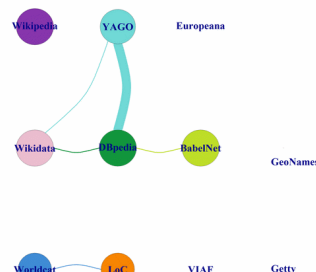 Wikipedia
YAGO
Europeana
Wikidata
DBpedia
BabelNet
GeoNames
Worldcat
LoC
VIAF
Getty